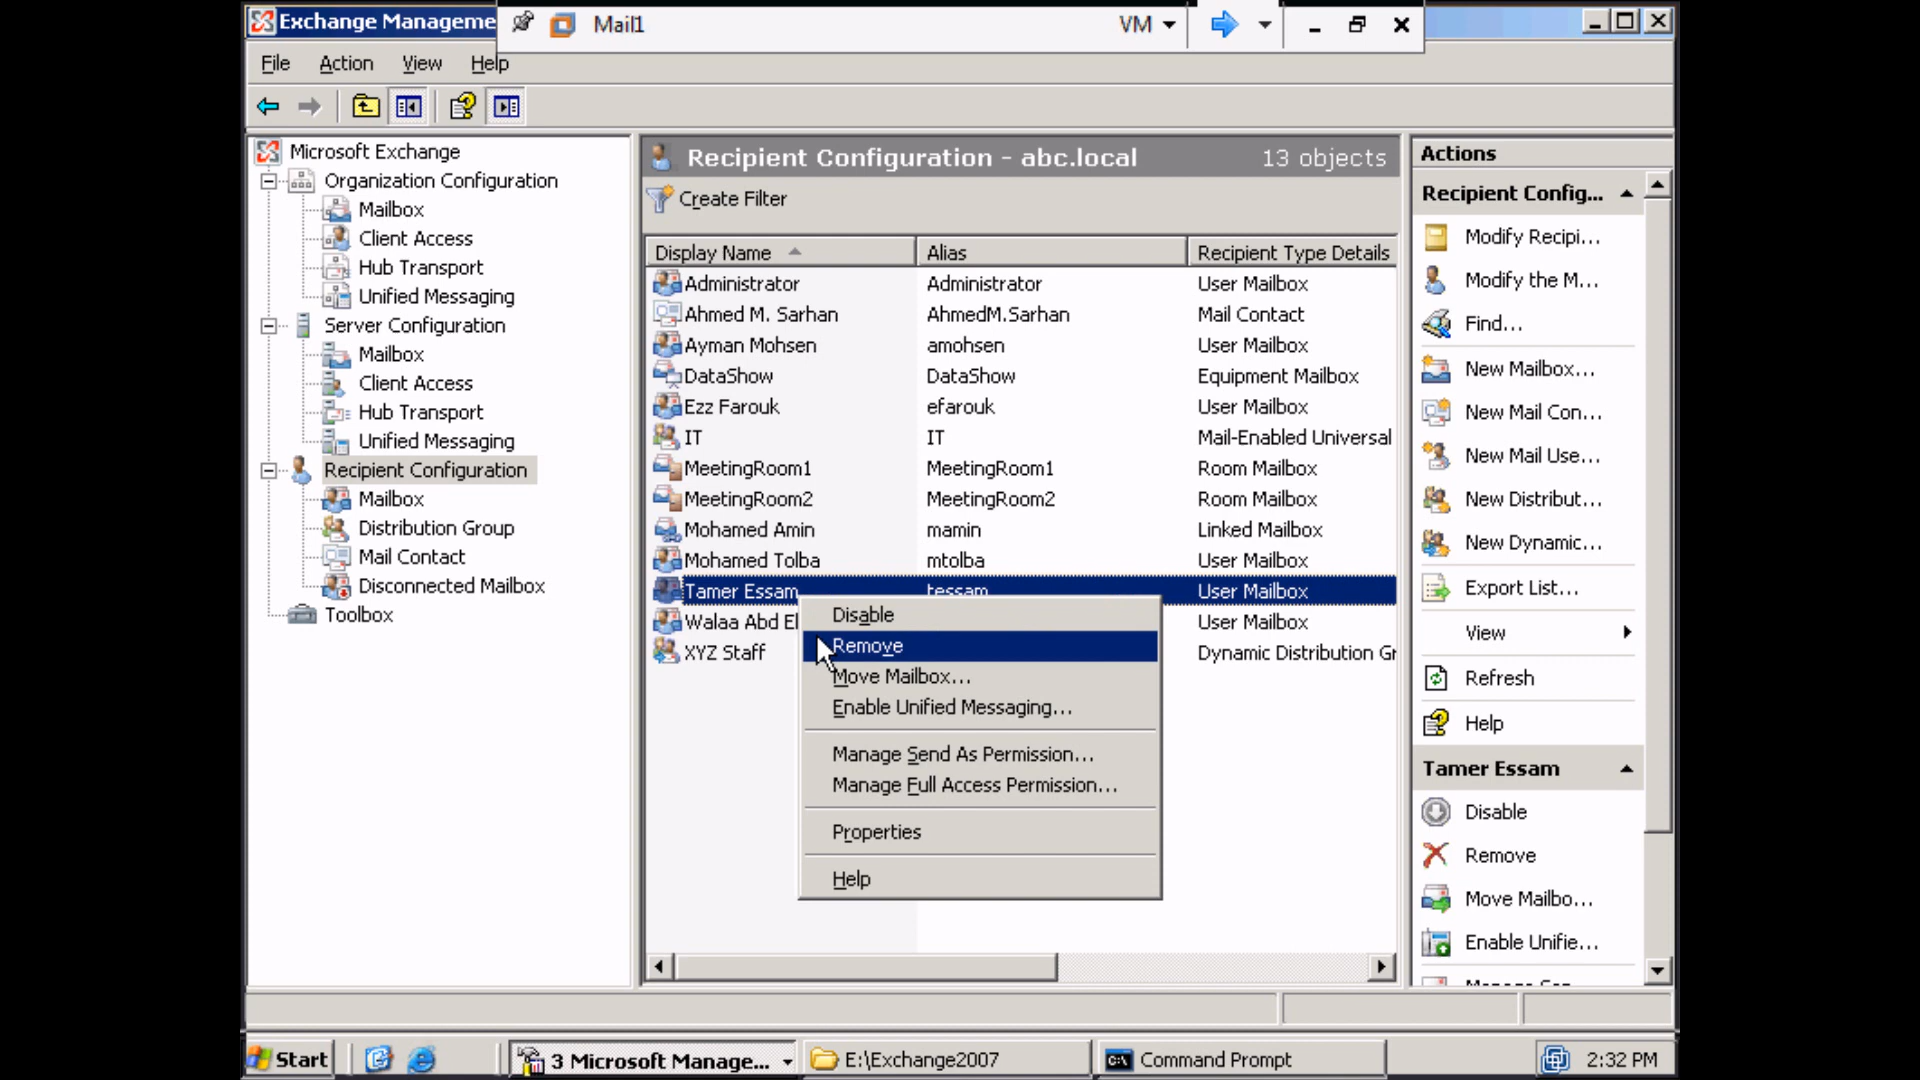 Exchange Manageme
Mail1
VM
File Action View Help
Microsoft Exchange
Organization Configuration
Mailbox
Client Access
Hub Transport
Unified Messaging
Server Configuration
Mailbox
Client Access
Hub Transport
Unified Messaging
Recipient Configuration
Mailbox
Distribution Group
Mail Contact
Disconnected Mailbox
Toolbox
Recipient Configuration - abc.local 13 objects
Create Filter
Display Name Alias Recipient Type Details
Administrator Administrator User Mailbox
Ahmed M. Sarhan AhmedM.Sarhan Mail Contact
Ayman Mohsen amohsen User Mailbox
DataShow DataShow Equipment Mailbox
Ezz Farouk efarouk User Mailbox
IT IT Mail-Enabled Universal
MeetingRoom1 MeetingRoom1 Room Mailbox
MeetingRoom2 MeetingRoom2 Room Mailbox
Mohamed Amin mamin Linked Mailbox
Mohamed Tolba mtolba User Mailbox
Tamer Essam tessam User Mailbox
Walaa Abd El User Mailbox
XYZ Staff Dynamic Distribution Gr
Disable
Remove
Move Mailbox...
Enable Unified Messaging...
Manage Send As Permission...
Manage Full Access Permission...
Properties
Help
Actions
Recipient Config...
Modify Recipi...
Modify the M...
Find...
New Mailbox...
New Mail Con...
New Mail Use...
New Distribut...
New Dynamic...
Export List...
View
Refresh
Help
Tamer Essam
Disable
Remove
Move Mailbo...
Enable Unifie...
Start
3 Microsoft Manage...
E:\Exchange2007
Command Prompt
2:32 PM